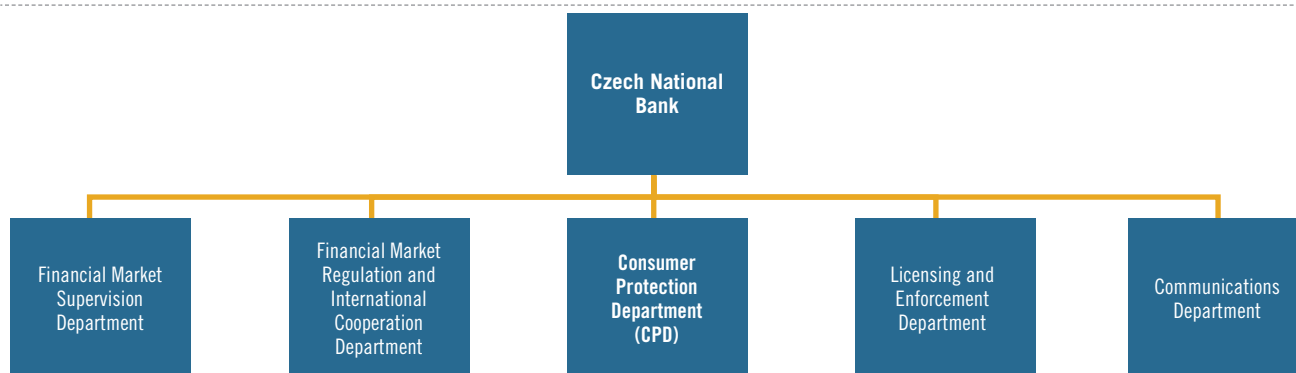 Czech National
Bank
Financial Market
Supervision
Department
Financial Market
Regulation and
International
Cooperation
Department
Consumer
Protection
Department
(CPD)
Licensing and
Enforcement
Department
Communications
Department